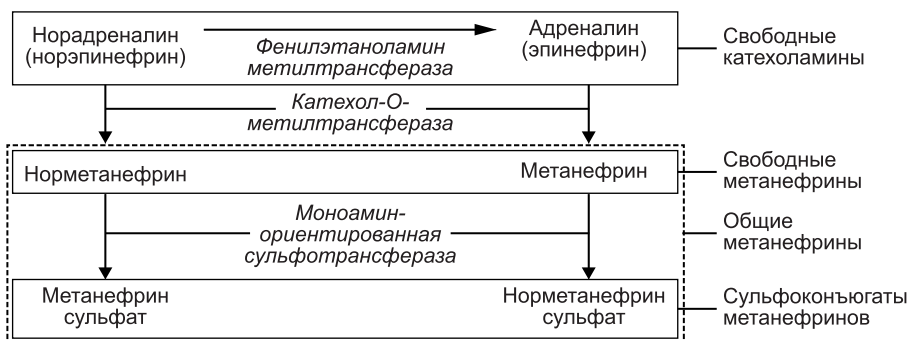 Норадреналин
(норэпинефрин)
Фенилэтаноламин
метилтрансфераза
Адреналин
(эпинефрин)
Свободные
катехоламины
Катехол-О-
метилтрансфераза
Норметанефрин
Метанефрин
Свободные
метанефрины
Моноамин-
ориентированная
сульфотрансфераза
Общие
метанефрины
Метанефрин
сульфат
Норметанефрин
сульфат
Сульфоконъюгаты
метанефринов